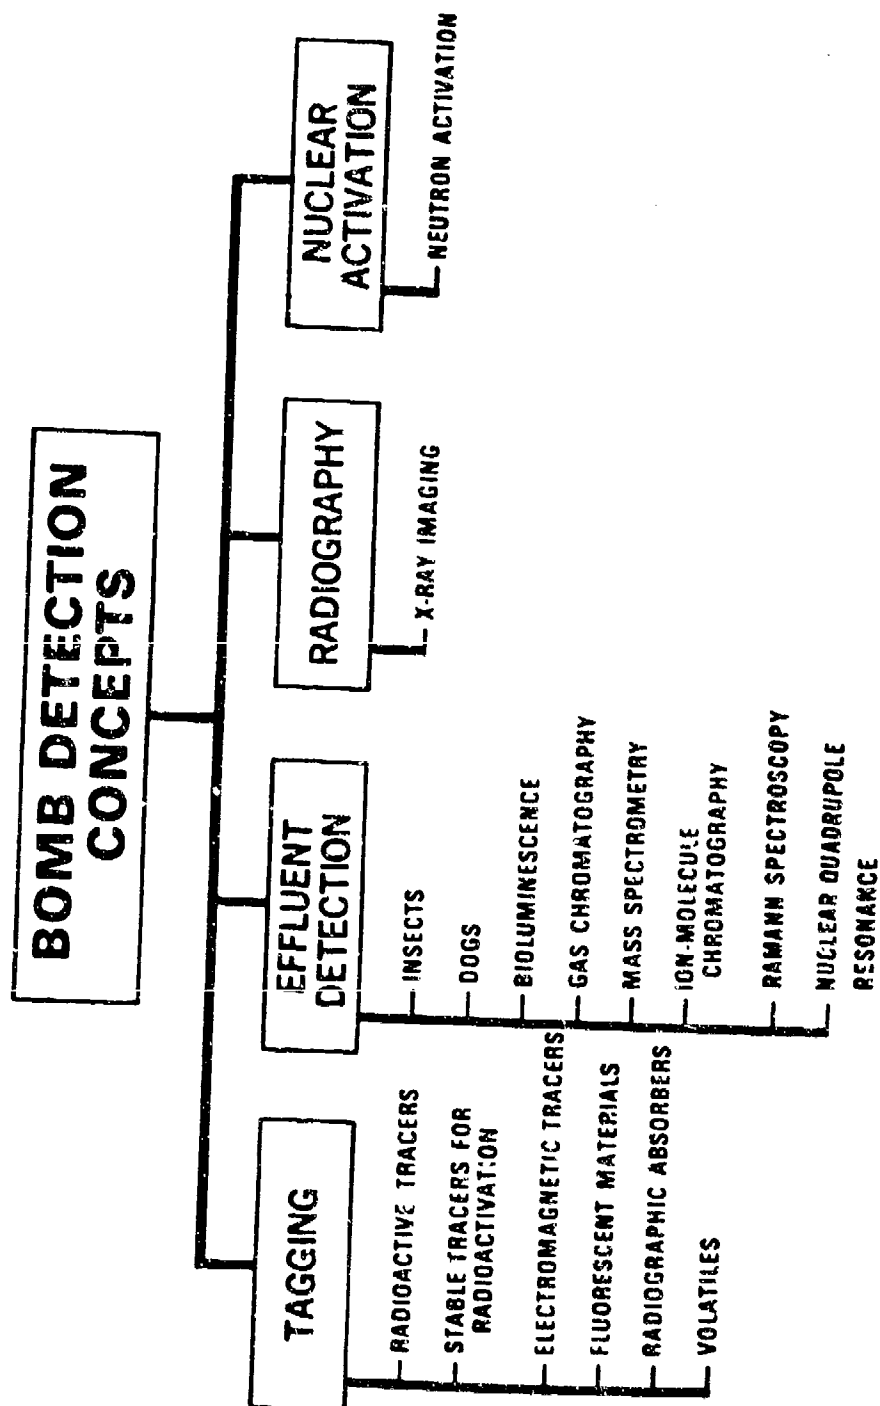 BOMB DETECTION
CONCEPTS
TAGGING
RADIOACTIVE TRACERS
STABLE TRACERS FOR
RADIOACTIVATION
ELECTROMAGNETIC TRACERS
FLUORESCENT MATERIALS
RADIOGRAPHIC ABSORBERS
VOLATILES
EFFLUENT
DETECTION
INSECTS
DOGS
BIOLUMINESCENCE
GAS CHROMATOGRAPHY
MASS SPECTROMETRY
ION-MOLECULE
CHROMATOGRAPHY
RAMANN SPECTROSCOPY
NUCLEAR QUADRUPOLE
RESONANCE
RADIOGRAPHY
X-RAY IMAGING
NUCLEAR
ACTIVATION
NEUTRON ACTIVATION